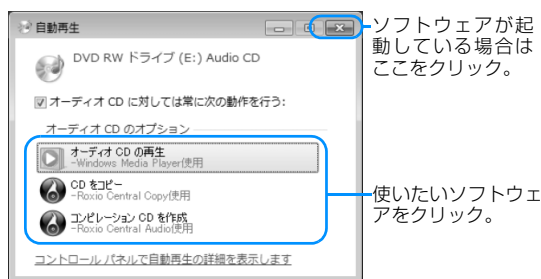 自動再生
DVD RW ドライブ (E:) Audio CD
オーディオ CD に対しては常に次の動作を行う:
オーディオ CD のオプション
オーディオ CD の再生
-Windows Media Player使用
CD をコピー
-Roxio Central Copy使用
コンピレーション CD を作成
-Roxio Central Audio使用
コントロール パネルで自動再生の詳細を表示します
ソフトウェアが起
動している場合は
ここをクリック。
使いたいソフトウェ
アをクリック。